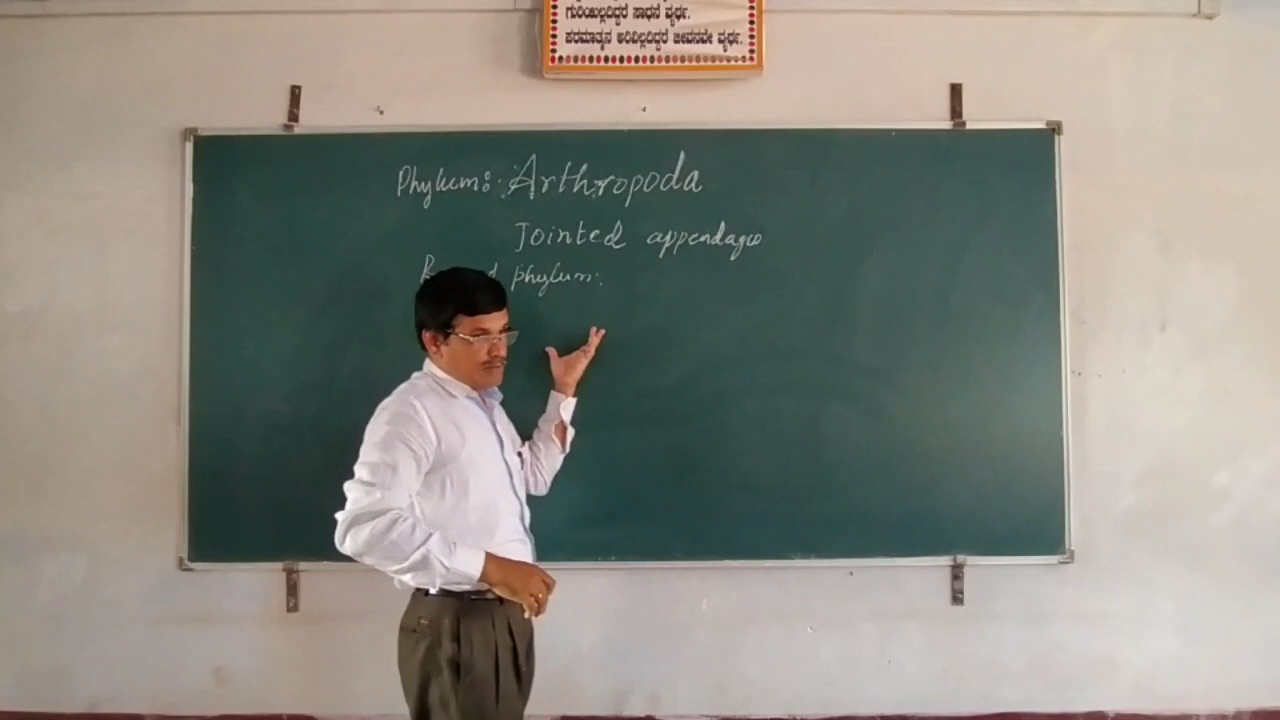 ಗುರಿಯಿಲ್ಲದಿದ್ದರೆ ಸಾಧನೆ ವ್ಯರ್ಥ.
ಪರಮಾತ್ಮನ ಅರಿವಿಲ್ಲದಿದ್ದರೆ ಜೀವನವೇ ವ್ಯರ್ಥ.
Phylum: Arthropoda
Jointed appendages
phylum: